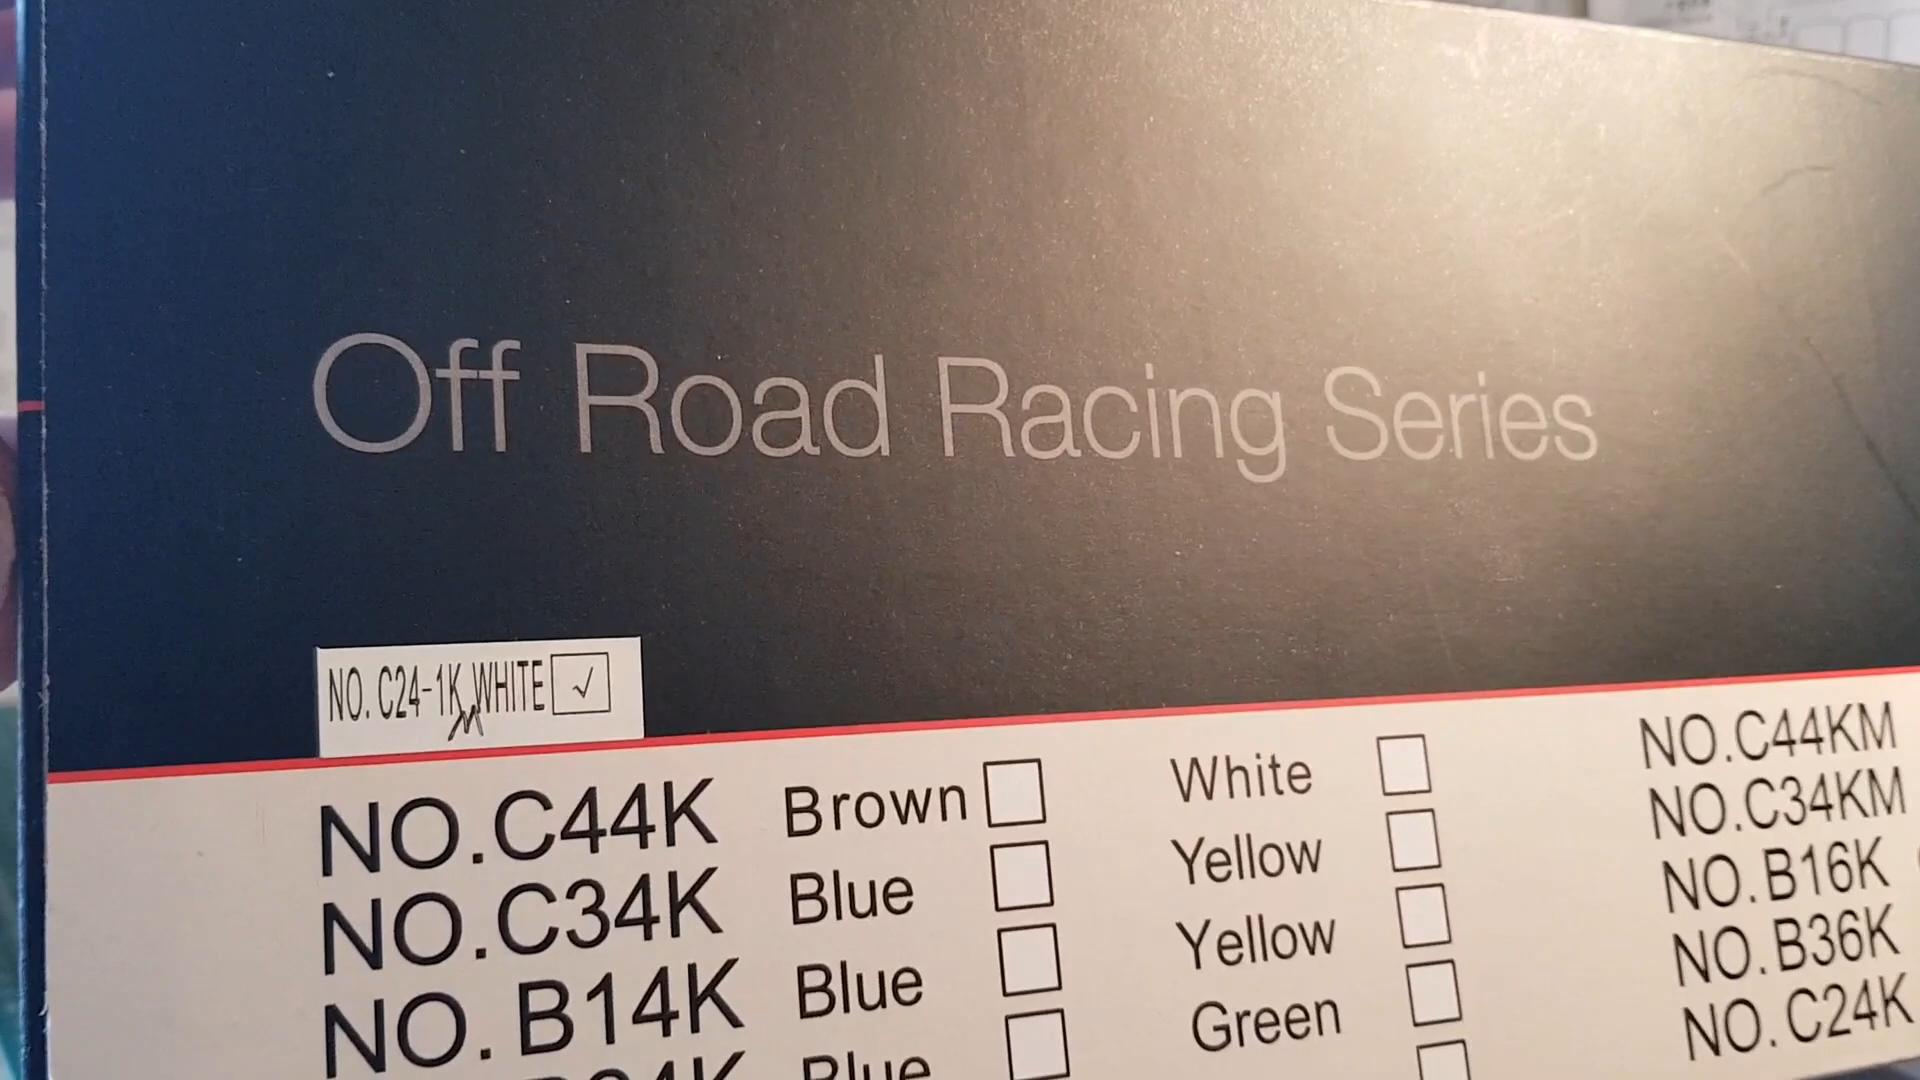 Off Road Racing Series
NO. C24-1K WHITE ✓
M
NO.C44K Brown White NO.C44KM
NO.C34K Blue Yellow NO.C34KM
NO. B14K Blue Yellow NO. B16K
Blue Green NO. B36K
NO. C24K